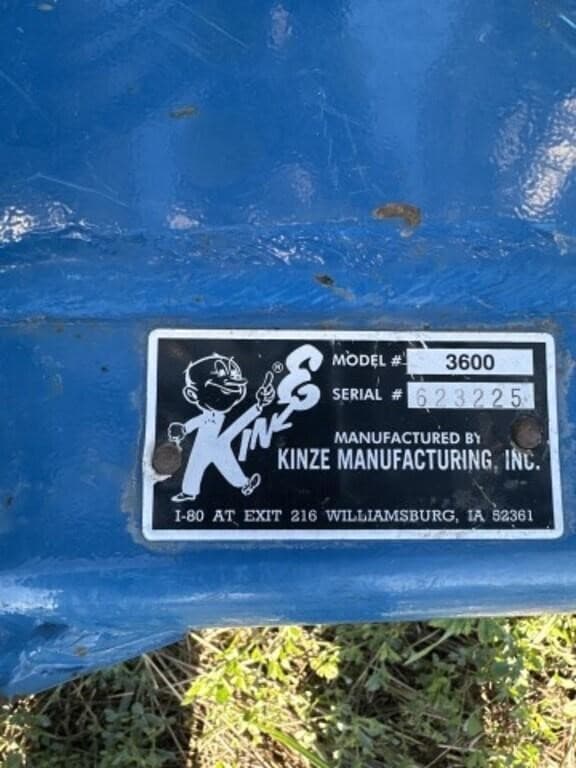 MODEL # 3600
SERIAL # 623225
KINZE ®
MANUFACTURED BY
KINZE MANUFACTURING, INC.
I-80 AT EXIT 216 WILLIAMSBURG, IA 52361